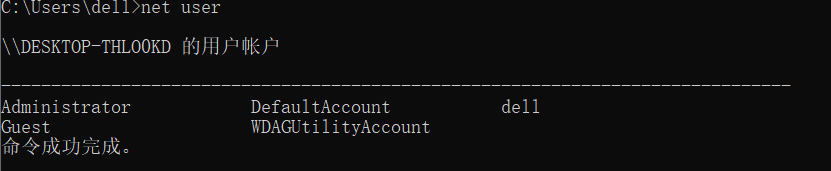 C:\Users\dell>net user
\\DESKTOP-THLOOKD 的用户帐户
-------------------------------------------------------------------------------
Administrator            DefaultAccount           dell
Guest                    WDAGUtilityAccount
命令成功完成。